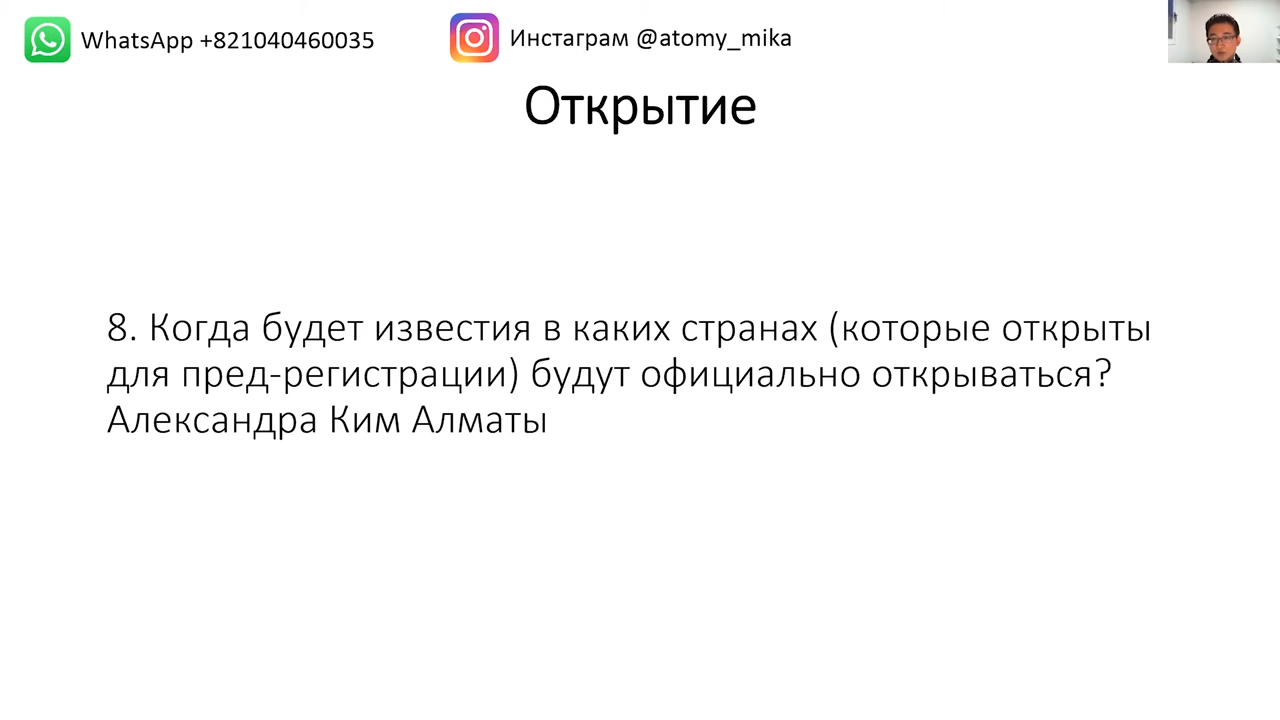 WhatsApp +821040460035
Инстаграм @atomy_mika
Открытие
8. Когда будет известия в каких странах (которые открыты
для пред-регистрации) будут официально открываться?
Александра Ким Алматы